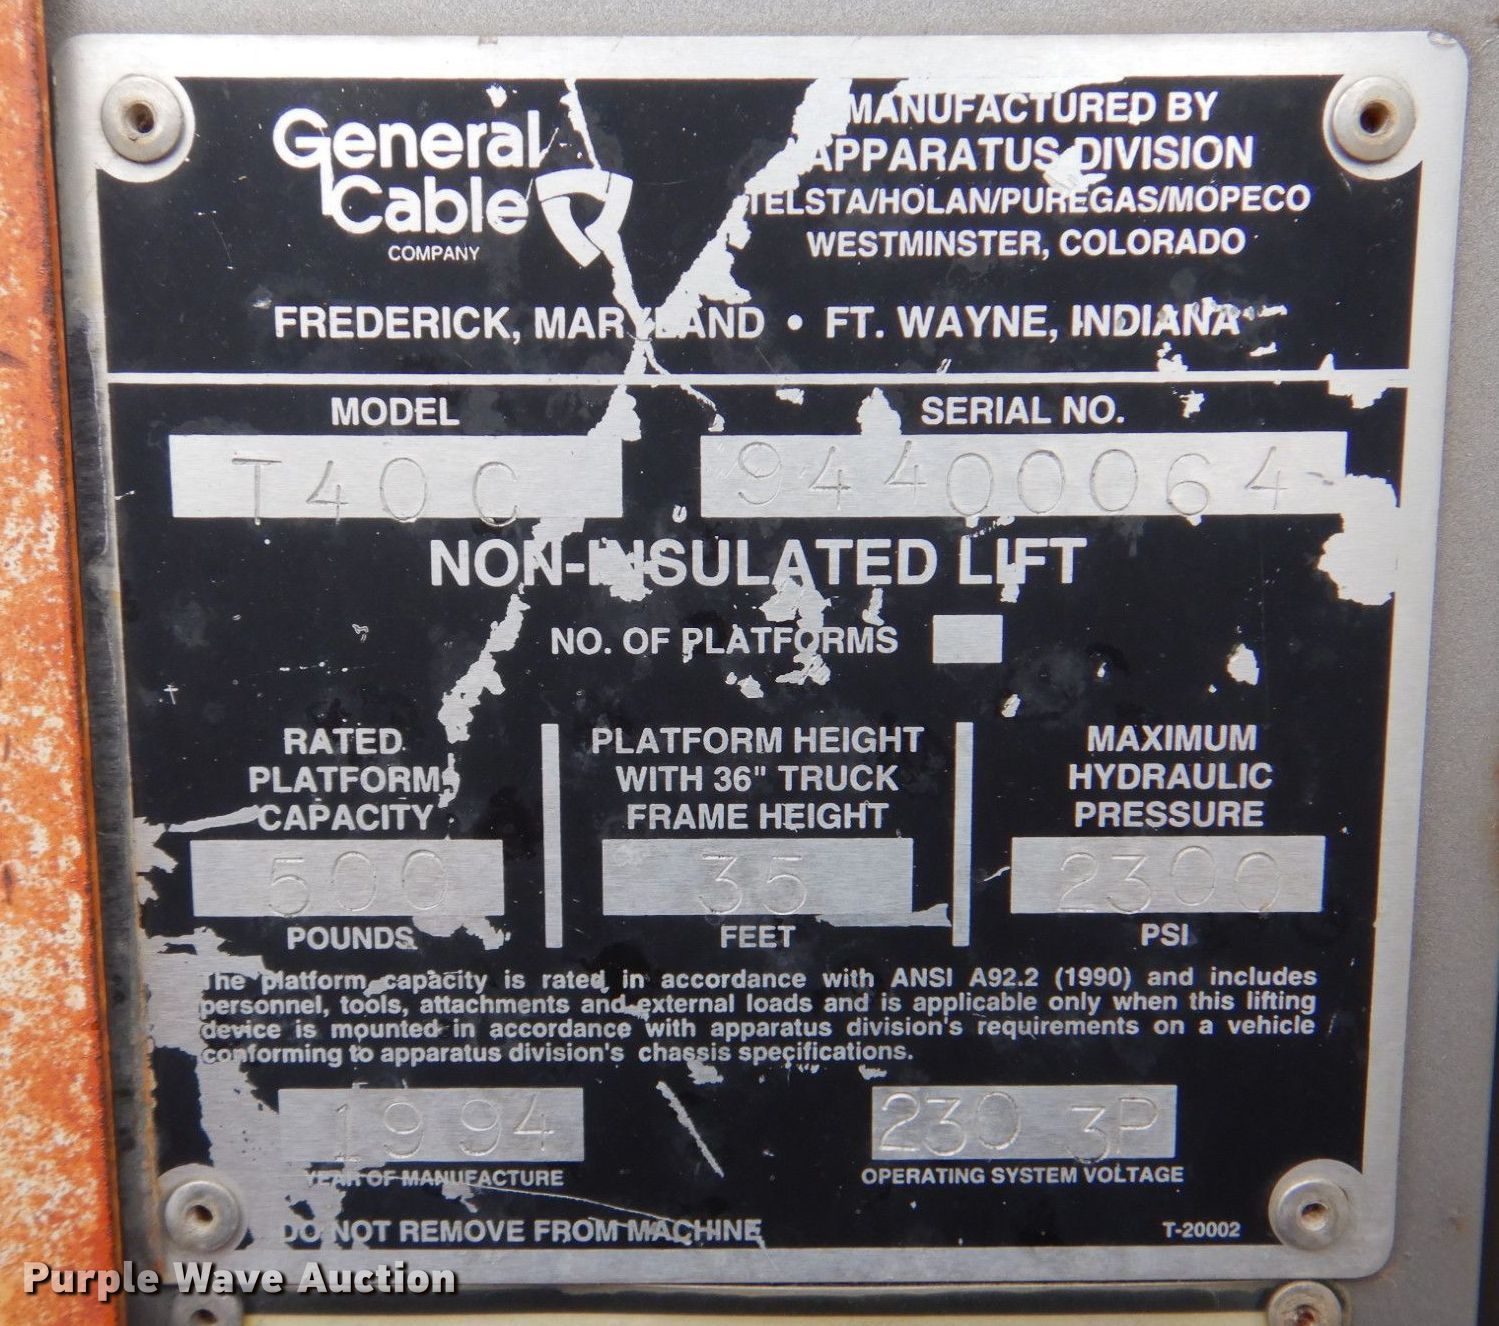 General
Cable
COMPANY
MANUFACTURED BY
APPARATUS DIVISION
TELSTA/HOLAN/PUREGAS/MOPECO
WESTMINSTER, COLORADO
FREDERICK, MARYLAND • FT. WAYNE, INDIANA
MODEL
SERIAL NO.
T40C
94400064
NON-INSULATED LIFT
NO. OF PLATFORMS
RATED
PLATFORM
CAPACITY
500
POUNDS
PLATFORM HEIGHT
WITH 36" TRUCK
FRAME HEIGHT
35
FEET
MAXIMUM
HYDRAULIC
PRESSURE
2300
PSI
The platform capacity is rated in accordance with ANSI A92.2 (1990) and includes
personnel, tools, attachments and external loads and is applicable only when this lifting
device is mounted in accordance with apparatus division's requirements on a vehicle
conforming to apparatus division's chassis specifications.
1994
YEAR OF MANUFACTURE
230 3P
OPERATING SYSTEM VOLTAGE
DO NOT REMOVE FROM MACHINE
T-20002
Purple Wave Auction